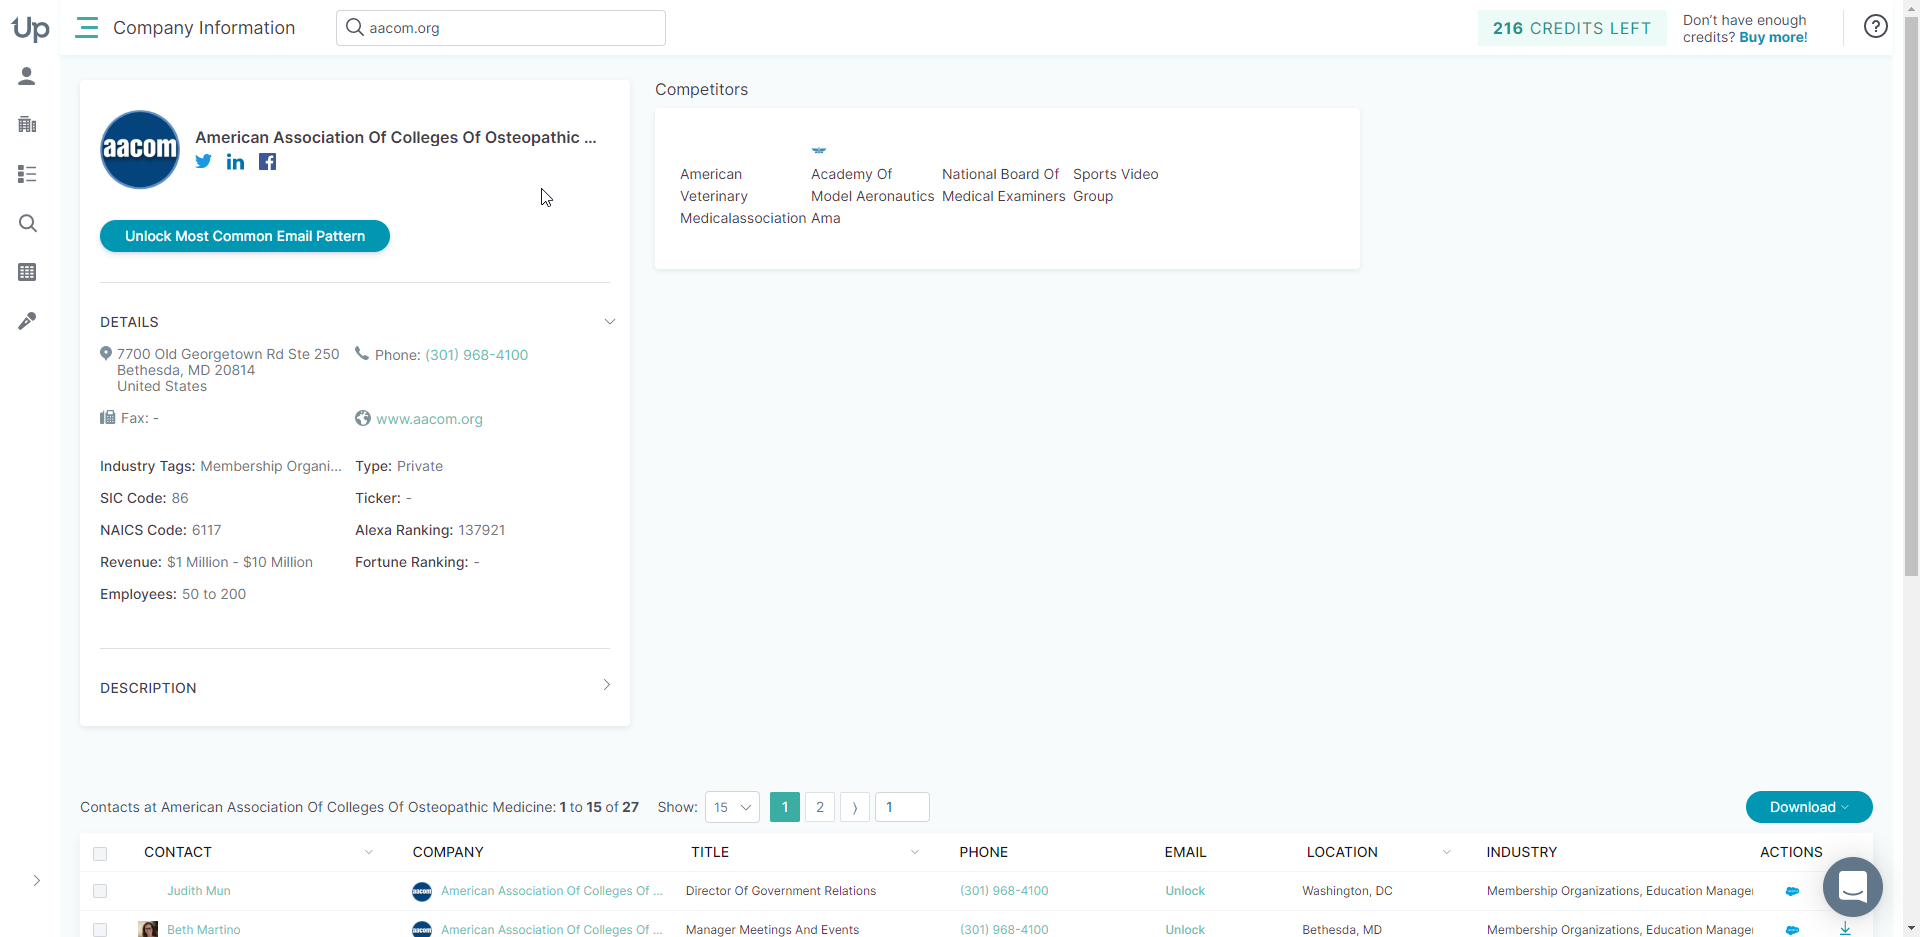 Up
Company Information
aacom.org
216 CREDITS LEFT
Don't have enough
credits? Buy more!
aacom
American Association Of Colleges Of Osteopathic ...
Unlock Most Common Email Pattern
DETAILS
7700 Old Georgetown Rd Ste 250
Bethesda, MD 20814
United States
Phone: (301) 968-4100
Fax: -
www.aacom.org
Industry Tags: Membership Organi...
Type: Private
SIC Code: 86
Ticker: -
NAICS Code: 6117
Alexa Ranking: 137921
Revenue: $1 Million - $10 Million
Fortune Ranking: -
Employees: 50 to 200
DESCRIPTION
Competitors
American
Veterinary
Medicalassociation
Academy Of
Model Aeronautics
Ama
National Board Of
Medical Examiners
Sports Video
Group
Contacts at American Association Of Colleges Of Osteopathic Medicine: 1 to 15 of 27
Show: 15
1
2
1
Download
CONTACT COMPANY TITLE PHONE EMAIL LOCATION INDUSTRY ACTIONS
Judith Mun aacom American Association Of Colleges Of ... Director Of Government Relations (301) 968-4100 Unlock Washington, DC Membership Organizations, Education Manager
Beth Martino aacom American Association Of Colleges Of ... Manager Meetings And Events (301) 968-4100 Unlock Bethesda, MD Membership Organizations, Education Manager